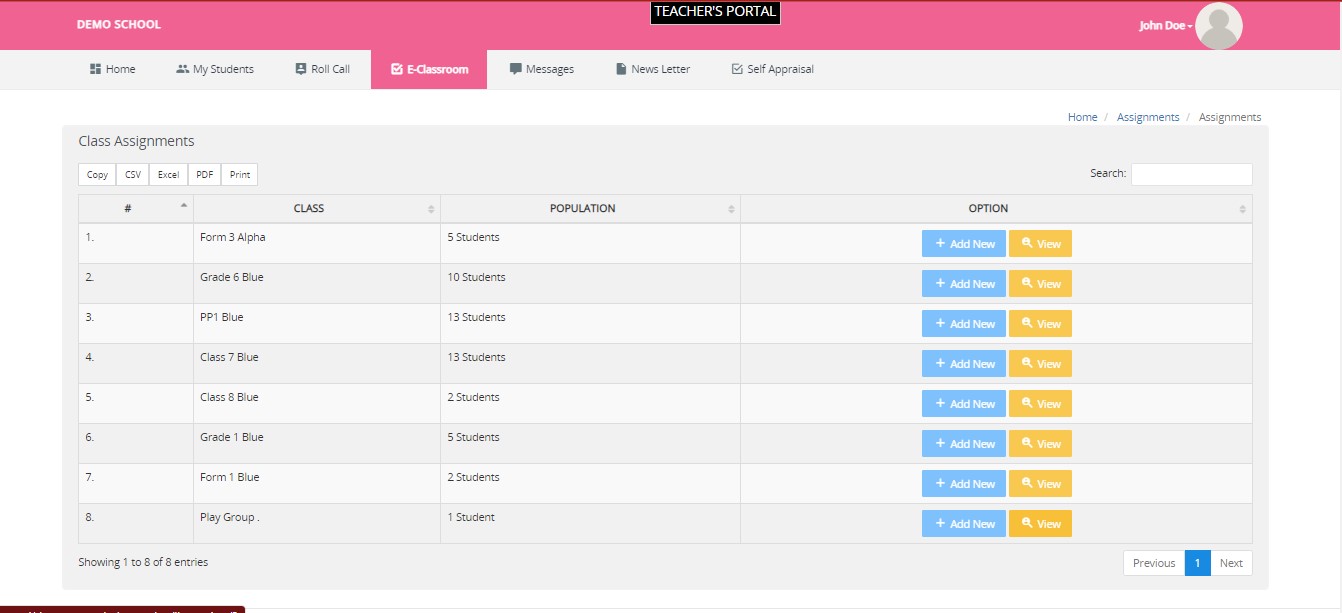 TEACHER'S PORTAL
DEMO SCHOOL John Doe
Home My Students Roll Call E-Classroom Messages News Letter Self Appraisal
Home / Assignments / Assignments
Class Assignments
Copy CSV Excel PDF Print Search:
# CLASS POPULATION OPTION
1. Form 3 Alpha 5 Students + Add New View
2. Grade 6 Blue 10 Students + Add New View
3. PP1 Blue 13 Students + Add New View
4. Class 7 Blue 13 Students + Add New View
5. Class 8 Blue 2 Students + Add New View
6. Grade 1 Blue 5 Students + Add New View
7. Form 1 Blue 2 Students + Add New View
8. Play Group . 1 Student + Add New View
Showing 1 to 8 of 8 entries Previous 1 Next